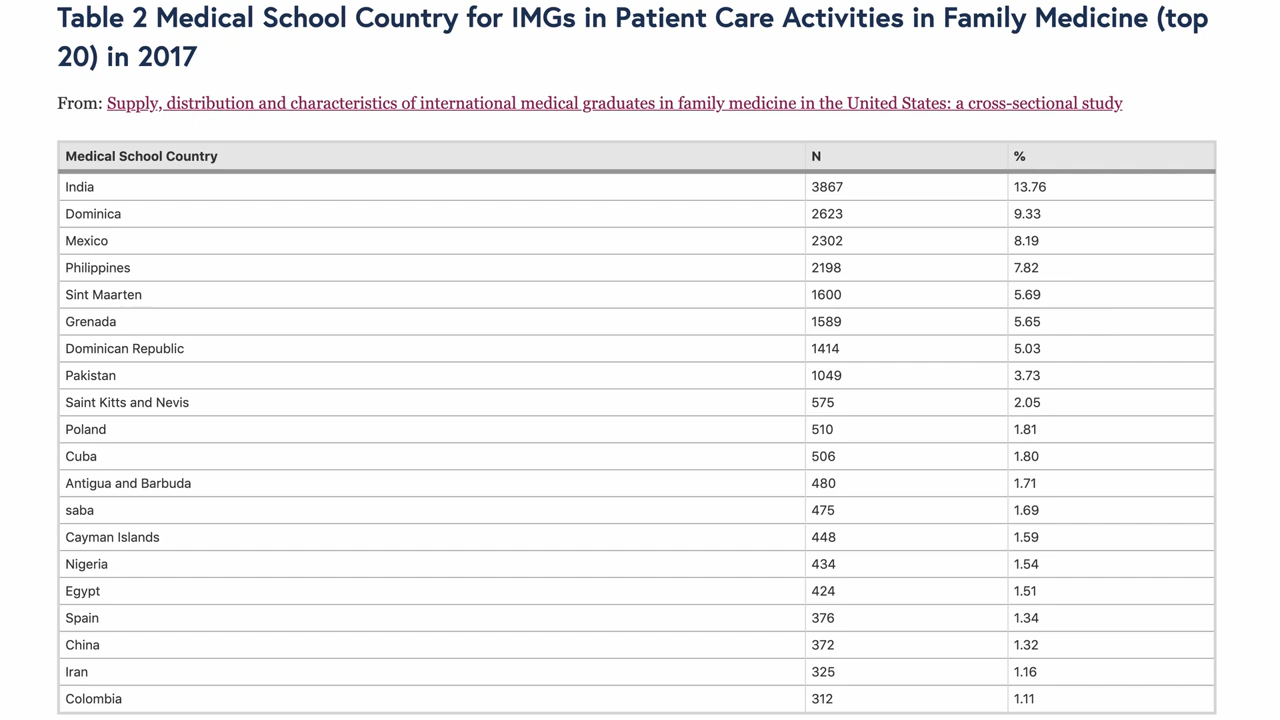 Table 2 Medical School Country for IMGs in Patient Care Activities in Family Medicine (top
20) in 2017
From: Supply, distribution and characteristics of international medical graduates in family medicine in the United States: a cross-sectional study
Medical School Country N %
India 3867 13.76
Dominica 2623 9.33
Mexico 2302 8.19
Philippines 2198 7.82
Sint Maarten 1600 5.69
Grenada 1589 5.65
Dominican Republic 1414 5.03
Pakistan 1049 3.73
Saint Kitts and Nevis 575 2.05
Poland 510 1.81
Cuba 506 1.80
Antigua and Barbuda 480 1.71
saba 475 1.69
Cayman Islands 448 1.59
Nigeria 434 1.54
Egypt 424 1.51
Spain 376 1.34
China 372 1.32
Iran 325 1.16
Colombia 312 1.11